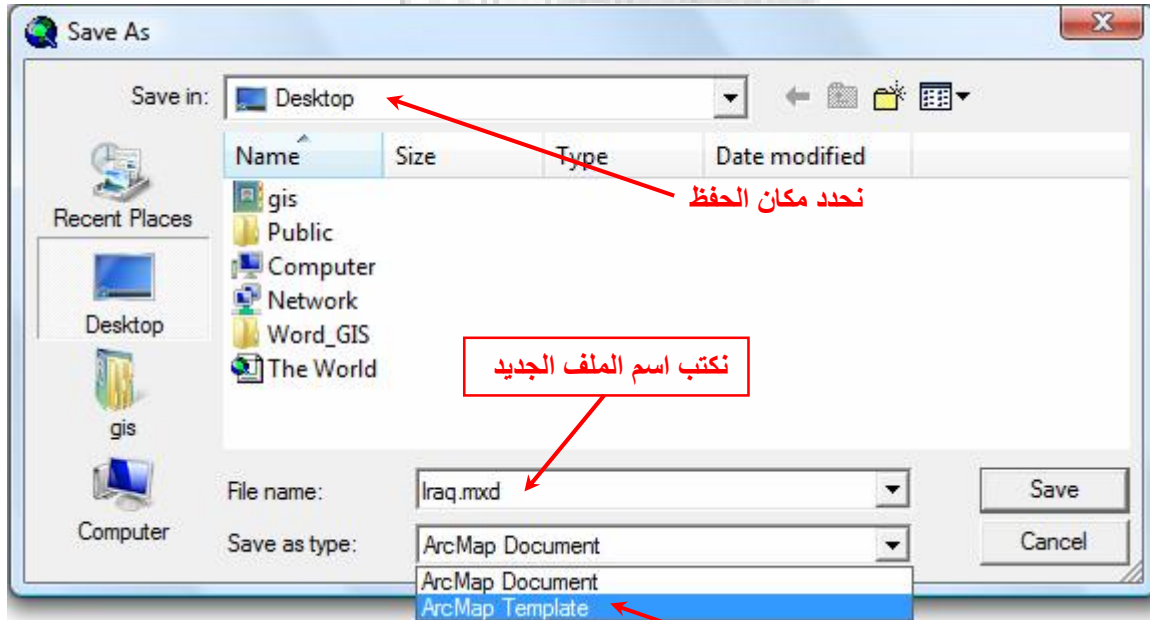 Save As
Save in:
Desktop
Name Size Type Date modified
نحدد مكان الحفظ
gis
Public
Computer
Network
Word_GIS
The World
Recent Places
Desktop
gis
Computer
نكتب اسم الملف الجديد
File name: Iraq.mxd Save
Save as type: ArcMap Document Cancel
ArcMap Document
ArcMap Template